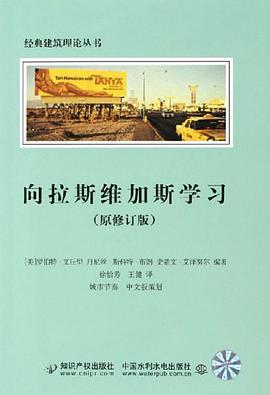 经典建筑理论丛书
Tan Hawaiian with
TANYA
向拉斯维加斯学习
(原修订版)
[美]罗伯特·文丘里 丹尼丝·斯科特·布朗 史蒂文·艾泽努尔 编著
徐怡芳 王健 译
城市节奏 中文版策划
知识产权出版社
www.cnipr.com
中国水利水电出版社
www.waterpub.com.cn